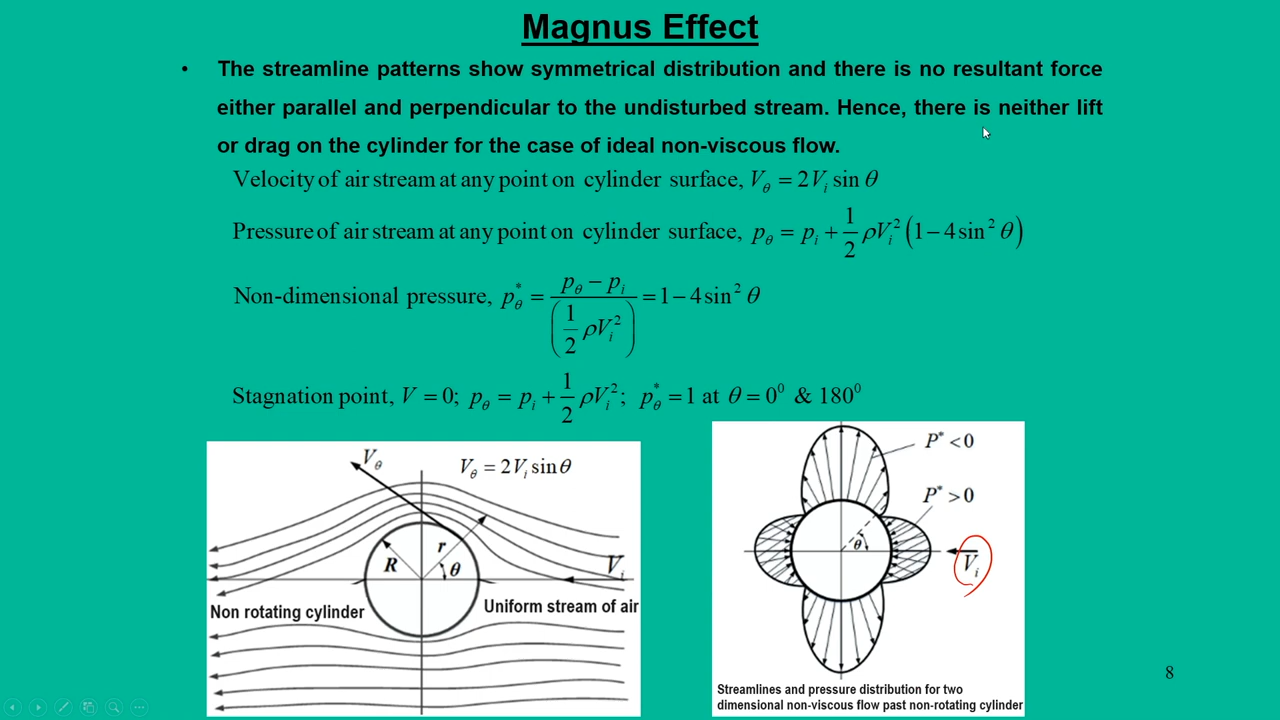 Magnus Effect
• The streamline patterns show symmetrical distribution and there is no resultant force
either parallel and perpendicular to the undisturbed stream. Hence, there is neither lift
or drag on the cylinder for the case of ideal non-viscous flow.
Velocity of air stream at any point on cylinder surface, V_θ = 2V_i sin θ
Pressure of air stream at any point on cylinder surface, p_θ = p_i + 1/2 ρV_i^2 (1 − 4 sin^2 θ)
Non-dimensional pressure, p_θ^* = (p_θ − p_i) / (1/2 ρV_i^2) = 1 − 4 sin^2 θ
Stagnation point, V = 0; p_θ = p_i + 1/2 ρV_i^2; p_θ^* = 1 at θ = 0^0 & 180^0
V_θ
V_θ = 2V_i sin θ
r
R
θ
V_i
Non rotating cylinder
Uniform stream of air
P^* < 0
P^* > 0
θ
V_i
Streamlines and pressure distribution for two
dimensional non-viscous flow past non-rotating cylinder
8